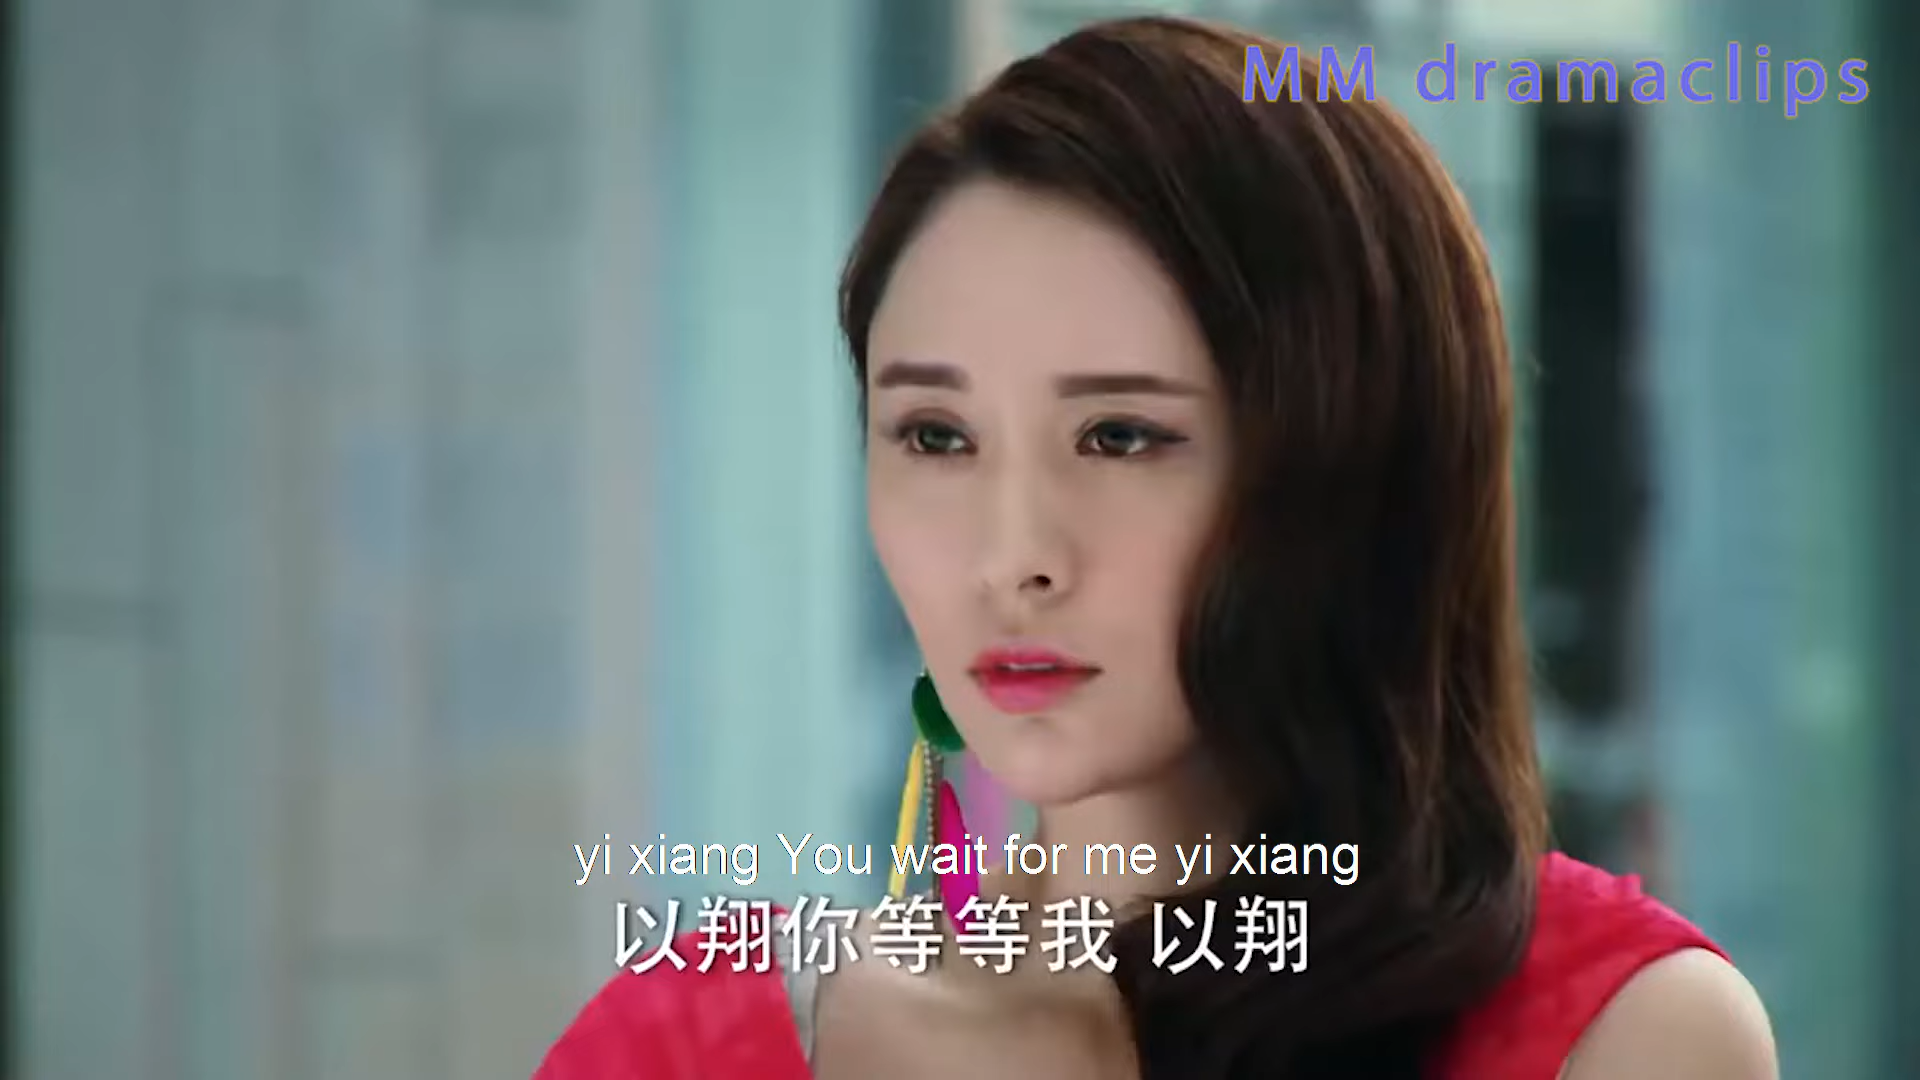 MM dramaclips
yi xiang You wait for me yi xiang
以翔你等等我 以翔